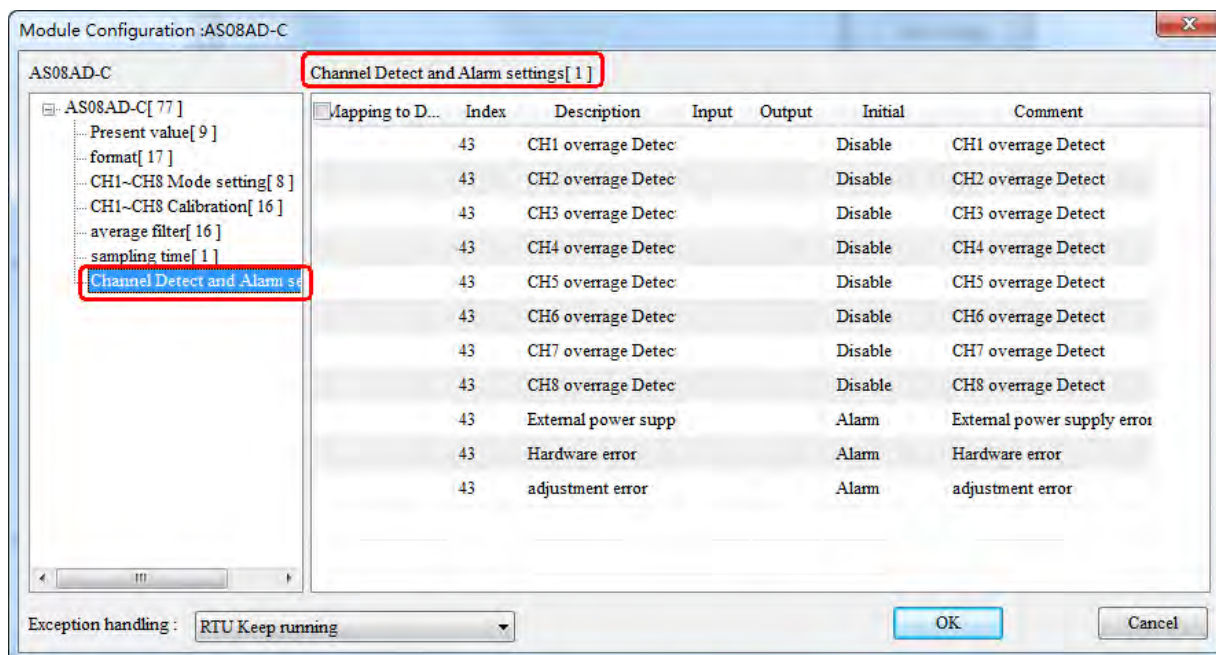 Module Configuration :AS08AD-C
AS08AD-C
Channel Detect and Alarm settings[ 1 ]
AS08AD-C[ 77 ]
Present value[ 9 ]
format[ 17 ]
CH1~CH8 Mode setting[ 8 ]
CH1~CH8 Calibration[ 16 ]
average filter[ 16 ]
sampling time[ 1 ]
Channel Detect and Alarm se
Mapping to D... Index Description Input Output Initial Comment
43 CH1 overrage Detec Disable CH1 overrage Detect
43 CH2 overrage Detec Disable CH2 overrage Detect
43 CH3 overrage Detec Disable CH3 overrage Detect
43 CH4 overrage Detec Disable CH4 overrage Detect
43 CH5 overrage Detec Disable CH5 overrage Detect
43 CH6 overrage Detec Disable CH6 overrage Detect
43 CH7 overrage Detec Disable CH7 overrage Detect
43 CH8 overrage Detec Disable CH8 overrage Detect
43 External power supp Alarm External power supply error
43 Hardware error Alarm Hardware error
43 adjustment error Alarm adjustment error
Exception handling : RTU Keep running OK Cancel